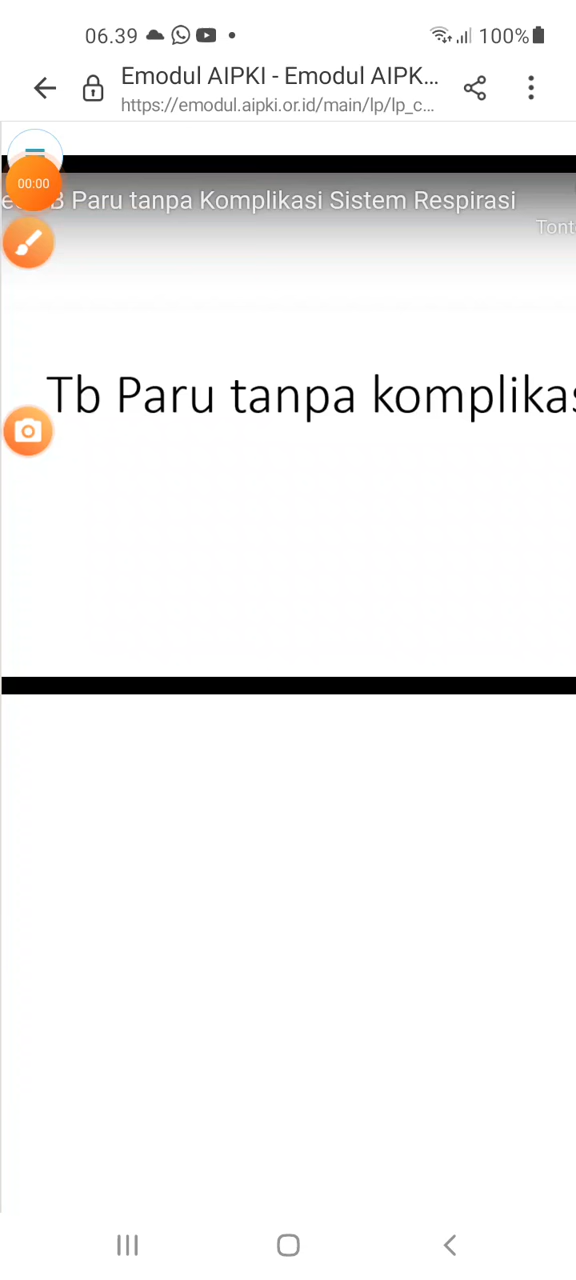 06.39
100%
Emodul AIPKI - Emodul AIPK...
https://emodul.aipki.or.id/main/lp/lp_c...
00:00
Paru tanpa Komplikasi Sistem Respirasi
Tont
Tb Paru tanpa komplikas